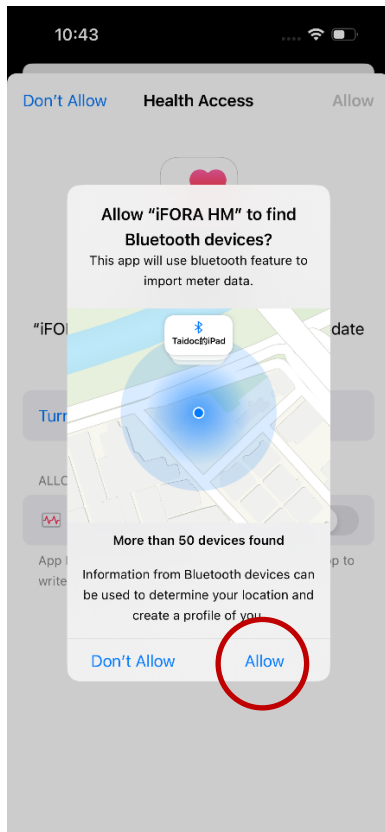 10:43
Don't Allow Health Access Allow
Allow “iFORA HM” to find
Bluetooth devices?
This app will use bluetooth feature to
import meter data.
Taidoc的iPad
"iFO date
Turn
ALLO
More than 50 devices found
App p to
write
Information from Bluetooth devices can
be used to determine your location and
create a profile of you.
Don't Allow Allow